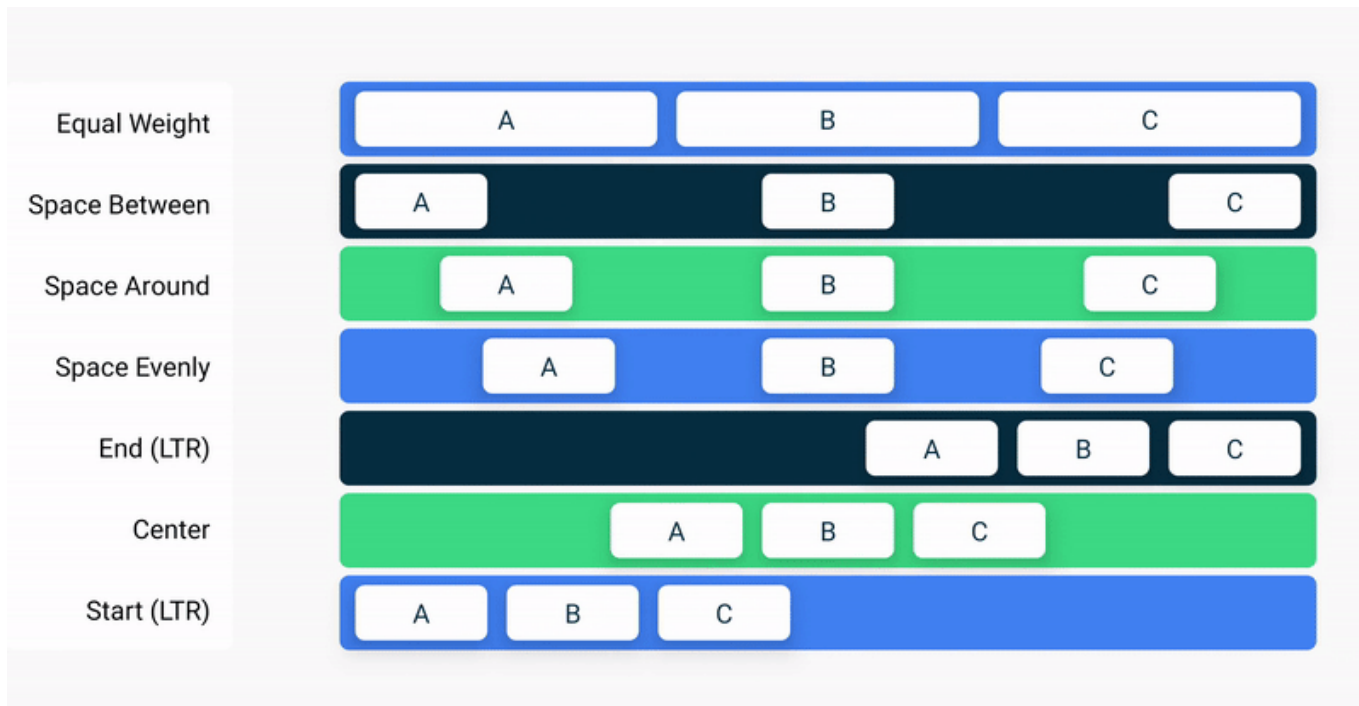 Equal Weight A B C
Space Between A B C
Space Around A B C
Space Evenly A B C
End (LTR) A B C
Center A B C
Start (LTR) A B C